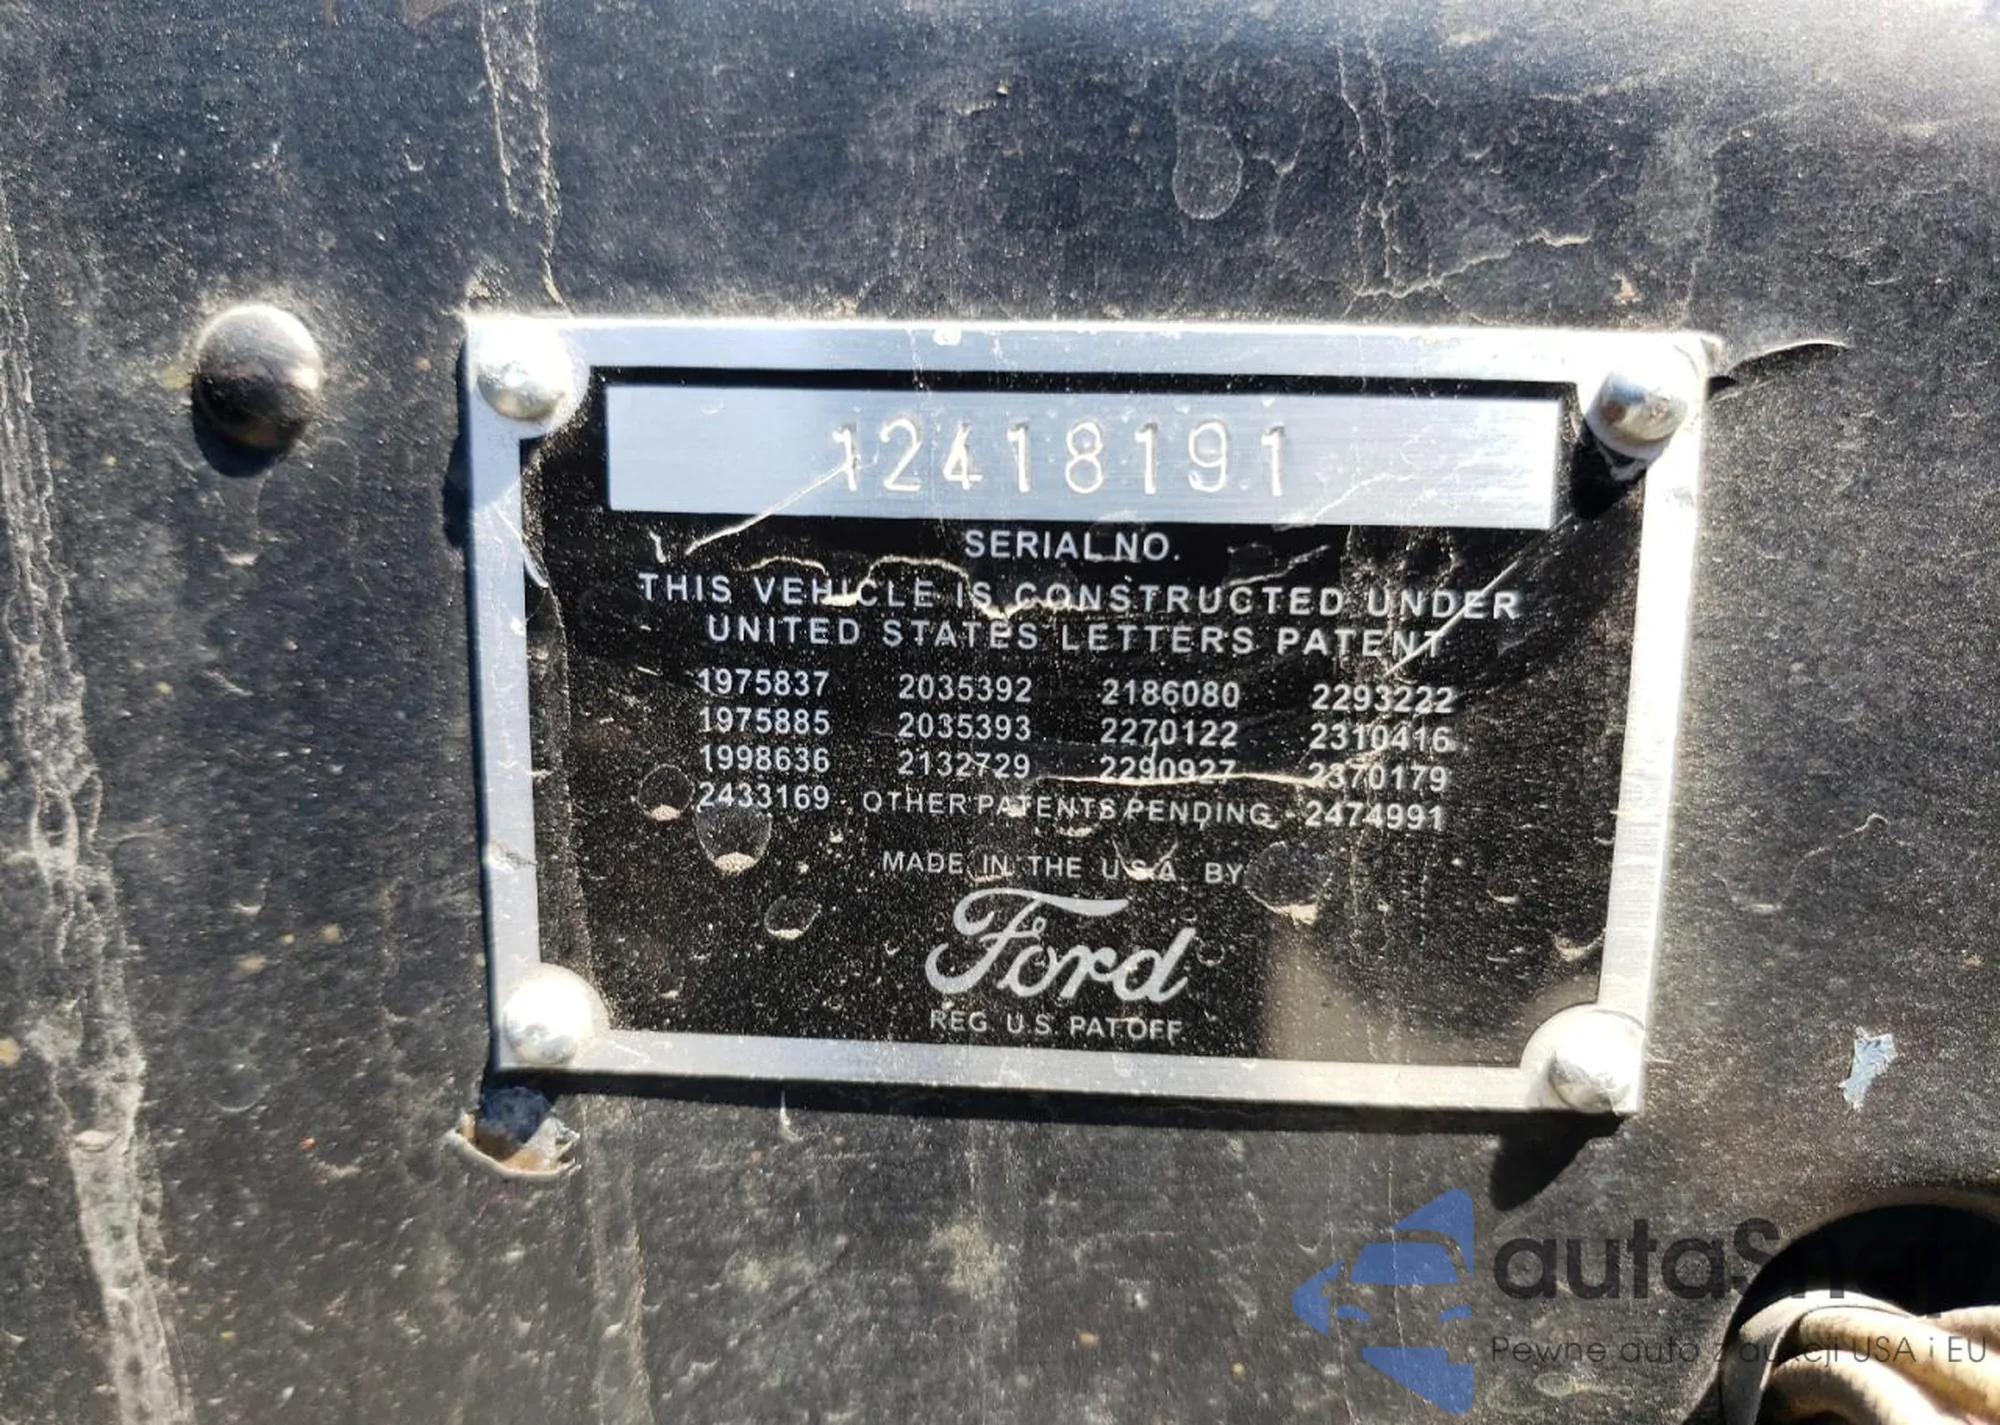 12418191
SERIAL NO.
THIS VEHICLE IS CONSTRUCTED UNDER
UNITED STATES LETTERS PATENT
1975837 2035392 2186080 2293222
1975885 2035393 2270122 2310416
1998636 2132729 2290927 2370179
2433169 OTHER PATENTS PENDING 2474991
MADE IN THE U.S.A. BY
Ford
REG. U.S. PAT OFF
autaSnap
Pewne auto z aukcji USA i EU